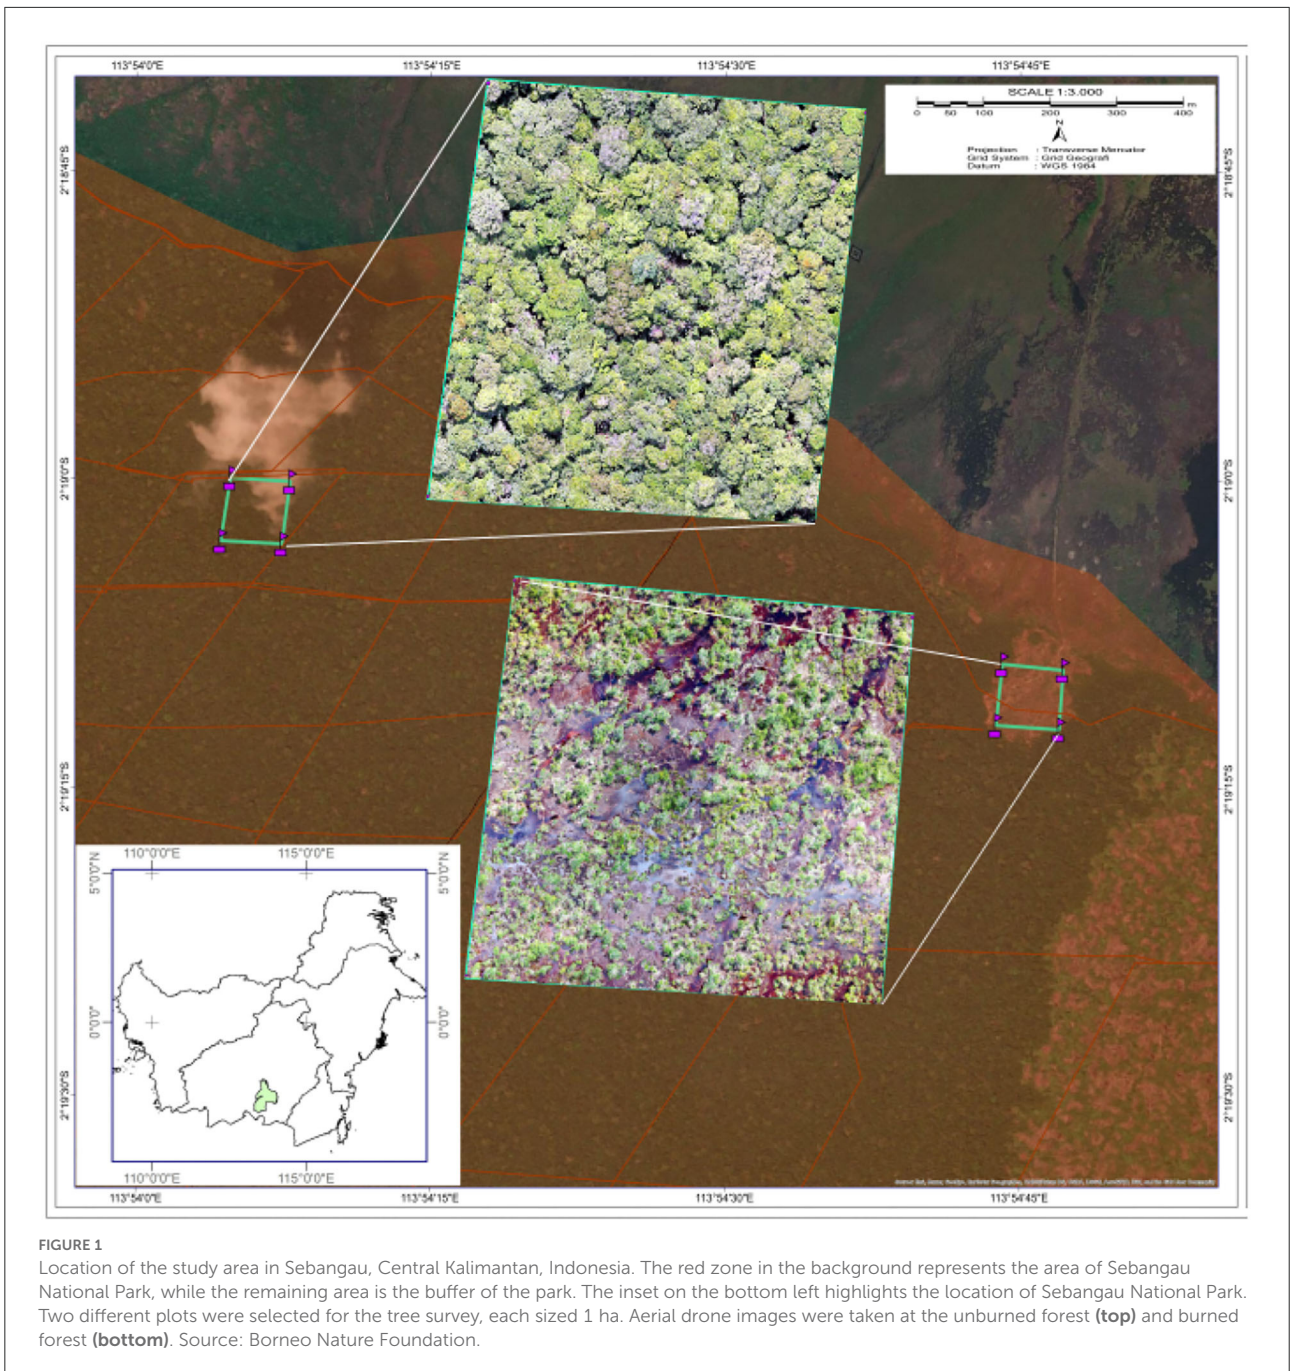 113°54'0"E 113°54'15"E 113°54'30"E 113°54'45"E
SCALE 1:3.000
0 50 100 200 300 400 m
N
Projection : Transverse Mercator
Grid System : Grid Geografi
Datum : WGS 1984
2°18'45"S 2°18'45"S
2°19'0"S 2°19'0"S
2°19'15"S 2°19'15"S
110°0'0"E 115°0'0"E
5°0'0"N 5°0'0"N
0°0'0" 0°0'0"
2°19'30"S 2°19'30"S
110°0'0"E 115°0'0"E
113°54'0"E 113°54'15"E 113°54'30"E 113°54'45"E
FIGURE 1
Location of the study area in Sebangau, Central Kalimantan, Indonesia. The red zone in the background represents the area of Sebangau
National Park, while the remaining area is the buffer of the park. The inset on the bottom left highlights the location of Sebangau National Park.
Two different plots were selected for the tree survey, each sized 1 ha. Aerial drone images were taken at the unburned forest (top) and burned
forest (bottom). Source: Borneo Nature Foundation.